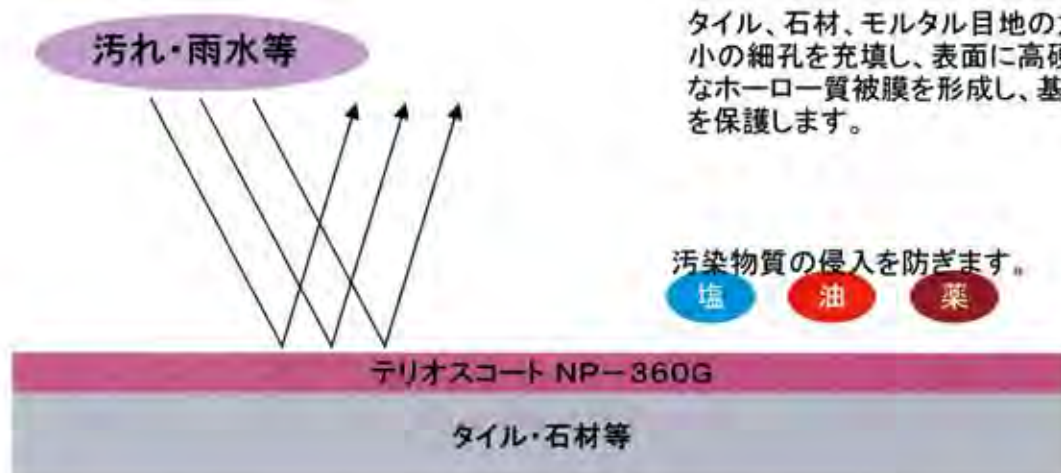 汚れ・雨水等
タイル、石材、モルタル目地の
小の細孔を充填し、表面に高硬
なホーロー質被膜を形成し、基
を保護します。
汚染物質の侵入を防ぎます。
塩 油 薬
テリオスコート NP－360G
タイル・石材等